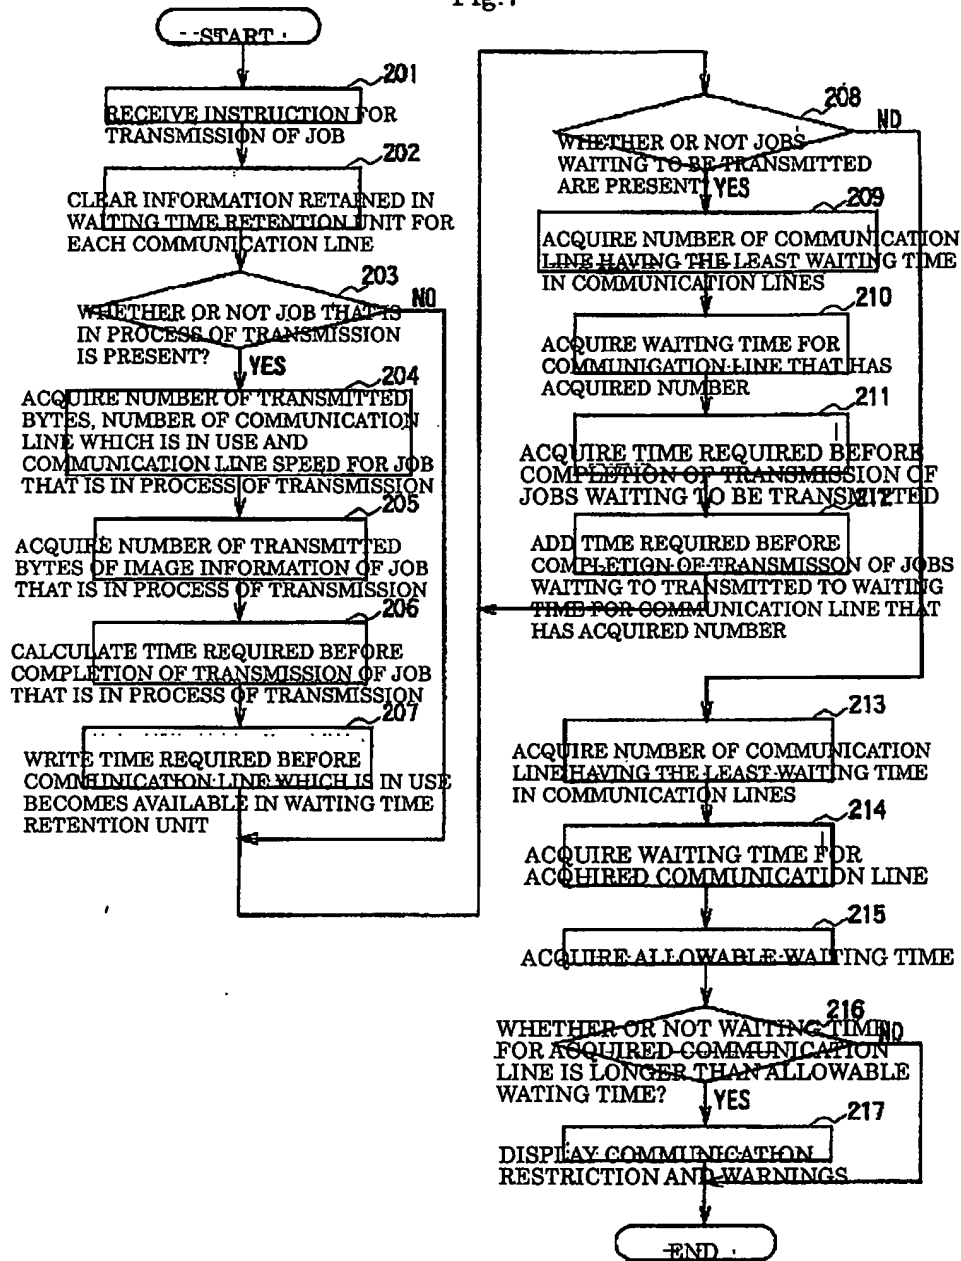 Fig.7
START
201
RECEIVE INSTRUCTION FOR
TRANSMISSION OF JOB
202
CLEAR INFORMATION RETAINED IN
WAITING TIME RETENTION UNIT FOR
EACH COMMUNICATION LINE
203
NO
WHETHER OR NOT JOB THAT IS
IN PROCESS OF TRANSMISSION
IS PRESENT?
YES
204
ACQUIRE NUMBER OF TRANSMITTED
BYTES, NUMBER OF COMMUNICATION
LINE WHICH IS IN USE AND
COMMUNICATION LINE SPEED FOR JOB
THAT IS IN PROCESS OF TRANSMISSION
205
ACQUIRE NUMBER OF TRANSMITTED
BYTES OF IMAGE INFORMATION OF JOB
THAT IS IN PROCESS OF TRANSMISSION
206
CALCULATE TIME REQUIRED BEFORE
COMPLETION OF TRANSMISSION OF JOB
THAT IS IN PROCESS OF TRANSMISSION
207
WRITE TIME REQUIRED BEFORE
COMMUNICATION LINE WHICH IS IN USE
BECOMES AVAILABLE IN WAITING TIME
RETENTION UNIT
208
NO
WHETHER OR NOT JOBS
WAITING TO BE TRANSMITTED
ARE PRESENT
YES
209
ACQUIRE NUMBER OF COMMUNICATION
LINE HAVING THE LEAST WAITING TIME
IN COMMUNICATION LINES
210
ACQUIRE WAITING TIME FOR
COMMUNICATION LINE THAT HAS
ACQUIRED NUMBER
211
ACQUIRE TIME REQUIRED BEFORE
COMPLETION OF TRANSMISSION OF
JOBS WAITING TO BE TRANSMITTED
212
ADD TIME REQUIRED BEFORE
COMPLETION OF TRANSMISSON OF JOBS
WAITING TO TRANSMITTED TO WAITING
TIME FOR COMMUNICATION LINE THAT
HAS ACQUIRED NUMBER
213
ACQUIRE NUMBER OF COMMUNICATION
LINE HAVING THE LEAST WAITING TIME
IN COMMUNICATION LINES
214
ACQUIRE WAITING TIME FOR
ACQUIRED COMMUNICATION LINE
215
ACQUIRE ALLOWABLE WAITING TIME
216
NO
WHETHER OR NOT WAITING TIME
FOR ACQUIRED COMMUNICATION
LINE IS LONGER THAN ALLOWABLE
WATING TIME?
YES
217
DISPLAY COMMUNICATION
RESTRICTION AND WARNINGS
END